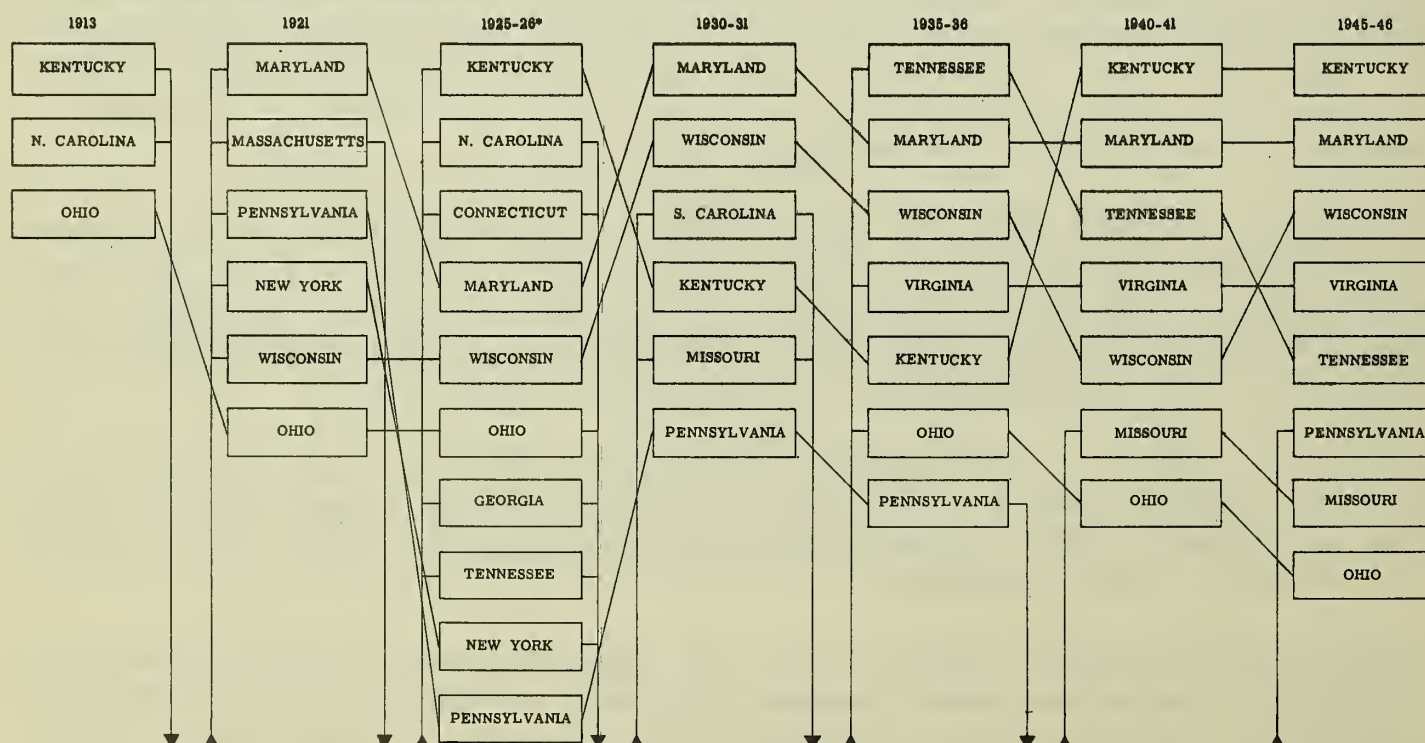 1913 1921 1925-26* 1930-31 1935-36 1940-41 1945-46
KENTUCKY MARYLAND KENTUCKY MARYLAND TENNESSEE KENTUCKY KENTUCKY
N. CAROLINA MASSACHUSETTS N. CAROLINA WISCONSIN MARYLAND MARYLAND MARYLAND
OHIO PENNSYLVANIA CONNECTICUT S. CAROLINA WISCONSIN TENNESSEE WISCONSIN
NEW YORK MARYLAND KENTUCKY VIRGINIA VIRGINIA VIRGINIA
WISCONSIN WISCONSIN MISSOURI KENTUCKY WISCONSIN TENNESSEE
OHIO OHIO PENNSYLVANIA OHIO MISSOURI PENNSYLVANIA
GEORGIA PENNSYLVANIA OHIO MISSOURI
TENNESSEE OHIO
NEW YORK
PENNSYLVANIA